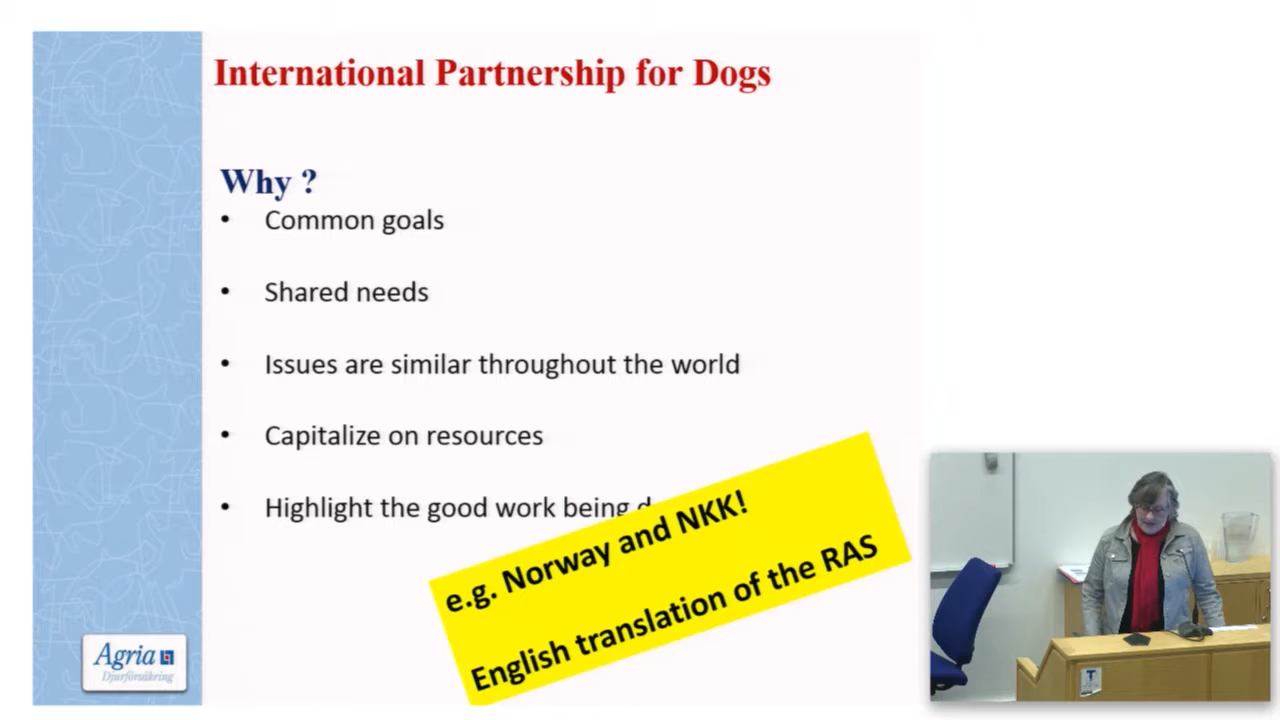 International Partnership for Dogs
Why ?
• Common goals
• Shared needs
• Issues are similar throughout the world
• Capitalize on resources
• Highlight the good work being
e.g. Norway and NKK!
English translation of the RAS
Agria
Djurförsäkring